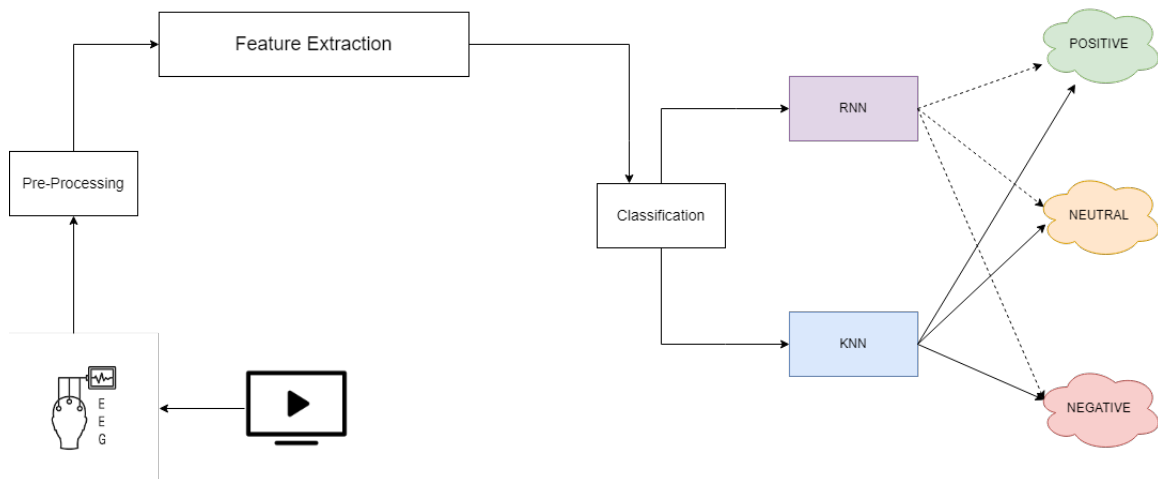 Feature Extraction
POSITIVE
RNN
Pre-Processing
Classification
NEUTRAL
KNN
E
E
G
NEGATIVE